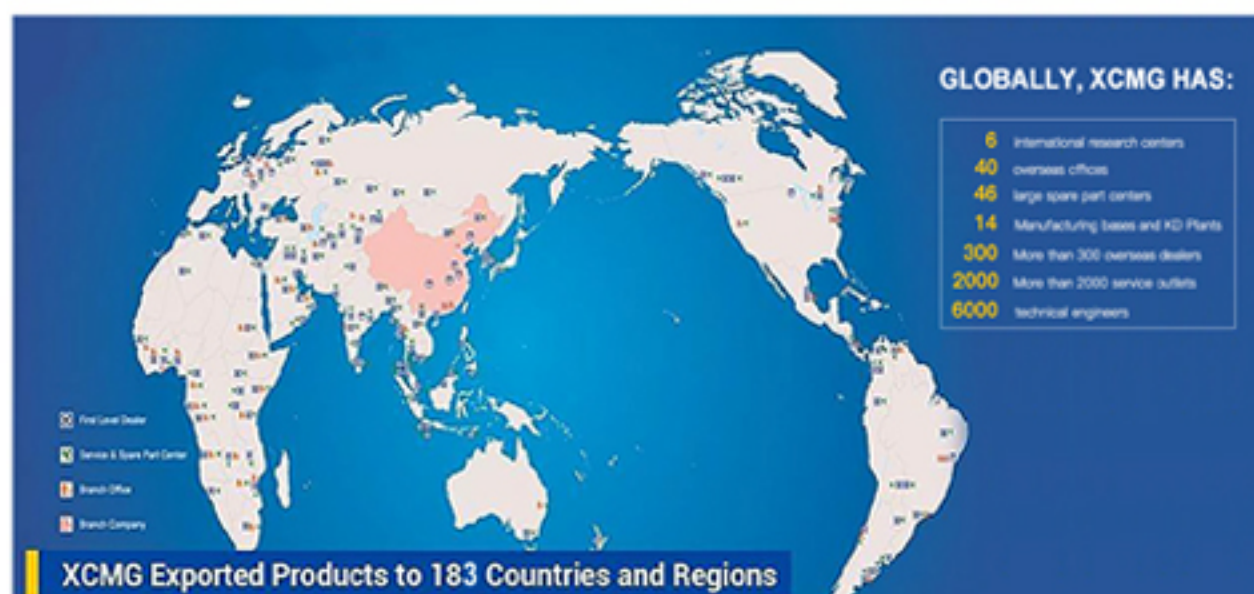 GLOBALLY, XCMG HAS:
6 international research centers
40 overseas offices
46 large spare part centers
14 Manufacturing bases and KD Plants
300 More than 300 overseas dealers
2000 More than 2000 service outlets
6000 technical engineers
First Level Dealer
Service & Spare Part Center
Branch Office
Branch Company
XCMG Exported Products to 183 Countries and Regions